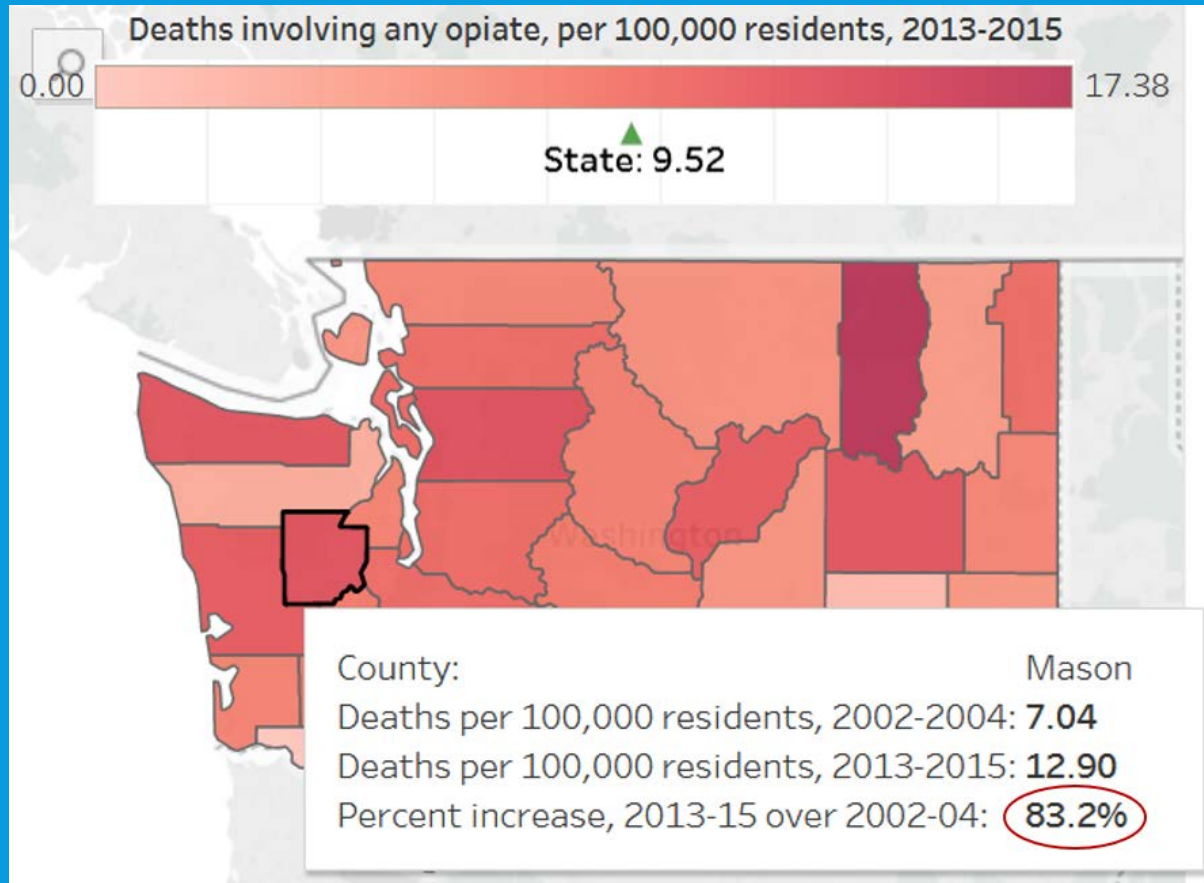 Deaths involving any opiate, per 100,000 residents, 2013-2015
0.00 17.38
State: 9.52
Washington
County: Mason
Deaths per 100,000 residents, 2002-2004: 7.04
Deaths per 100,000 residents, 2013-2015: 12.90
Percent increase, 2013-15 over 2002-04: 83.2%